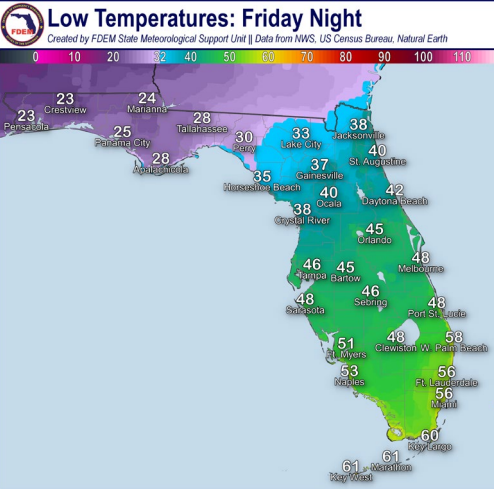 Low Temperatures: Friday Night
Created by FDEM State Meteorological Support Unit || Data from NWS, US Census Bureau, Natural Earth
FDEM
0 10 20 32 40 50 60 70 80 90 100 110
23
Crestview
24
Marianna
23
Pensacola
28
Tallahassee
25
Panama City
28
Apalachicola
30
Perry
33
Lake City
38
Jacksonville
40
St. Augustine
37
Gainesville
35
Horseshoe Beach
40
Ocala
42
Daytona Beach
38
Crystal River
45
Orlando
46
Tampa
45
Bartow
48
Melbourne
46
Sebring
48
Sarasota
48
Port St. Lucie
51
Ft. Myers
48
Clewiston
58
W. Palm Beach
53
Naples
56
Ft. Lauderdale
56
Miami
60
Key Largo
61
Marathon
61
Key West